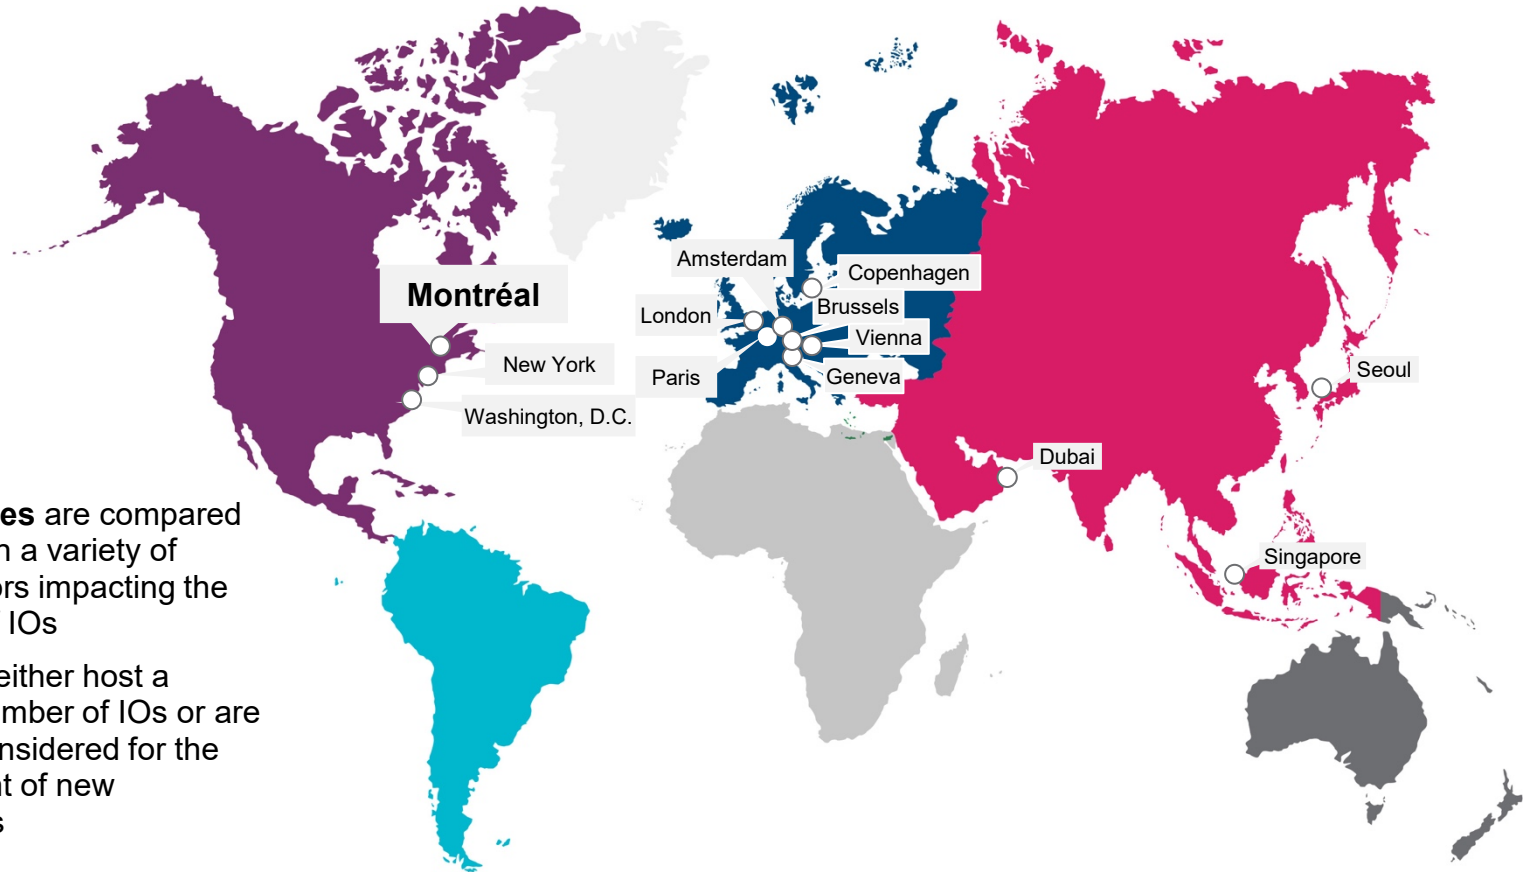 Amsterdam
Copenhagen
Montréal
Brussels
London
Vienna
New York
Paris
Geneva
Seoul
Washington, D.C.
Dubai
Singapore
es are compared
n a variety of
ors impacting the
f IOs
either host a
mber of IOs or are
nsidered for the
t of new
s